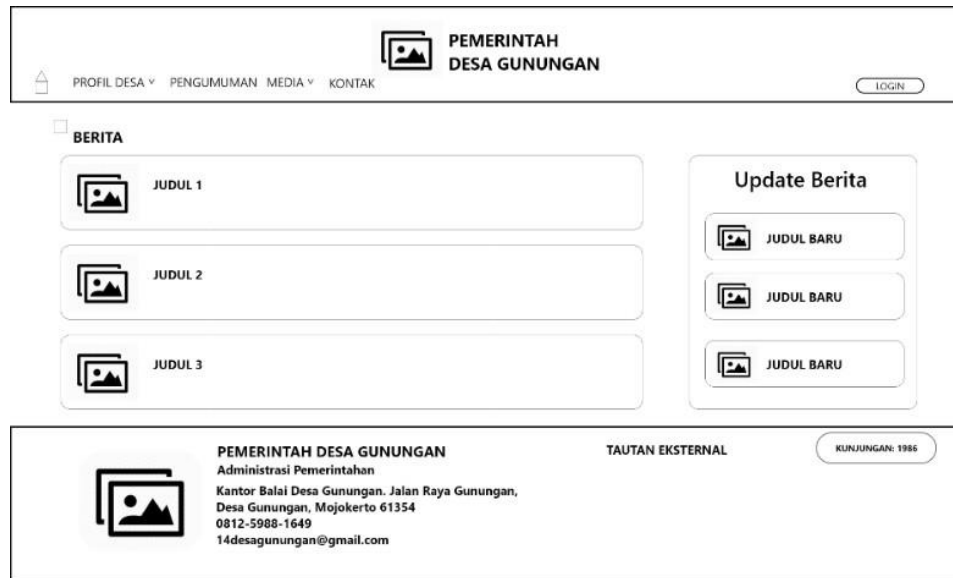 PEMERINTAH
DESA GUNUNGAN
PROFIL DESA ˅ PENGUMUMAN MEDIA ˅ KONTAK
LOGIN
BERITA
JUDUL 1
JUDUL 2
JUDUL 3
Update Berita
JUDUL BARU
JUDUL BARU
JUDUL BARU
PEMERINTAH DESA GUNUNGAN
Administrasi Pemerintahan
Kantor Balai Desa Gunungan. Jalan Raya Gunungan,
Desa Gunungan, Mojokerto 61354
0812-5988-1649
14desagunungan@gmail.com
TAUTAN EKSTERNAL
KUNJUNGAN: 1986